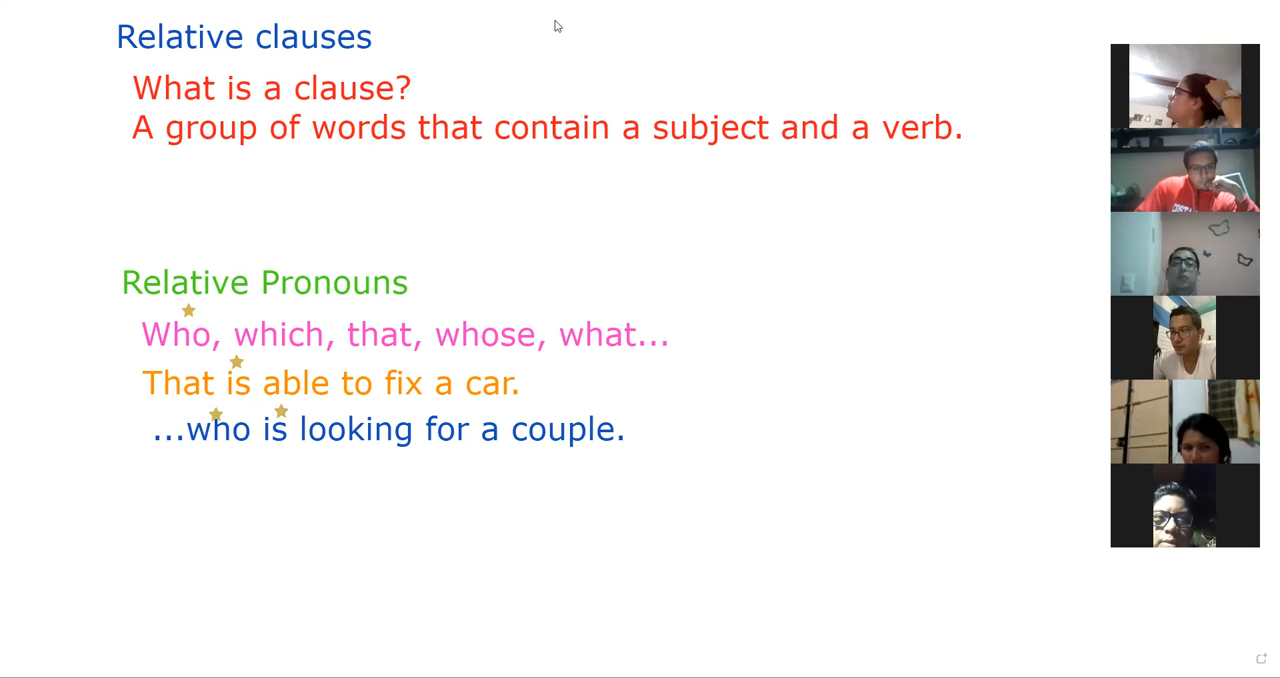 Relative clauses
What is a clause?
A group of words that contain a subject and a verb.
Relative Pronouns
Who, which, that, whose, what...
That is able to fix a car.
...who is looking for a couple.